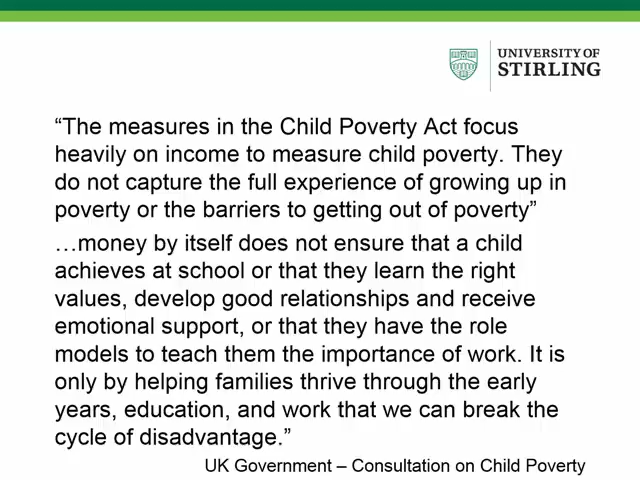 UNIVERSITY OF
STIRLING
“The measures in the Child Poverty Act focus
heavily on income to measure child poverty. They
do not capture the full experience of growing up in
poverty or the barriers to getting out of poverty”
…money by itself does not ensure that a child
achieves at school or that they learn the right
values, develop good relationships and receive
emotional support, or that they have the role
models to teach them the importance of work. It is
only by helping families thrive through the early
years, education, and work that we can break the
cycle of disadvantage.”
UK Government – Consultation on Child Poverty